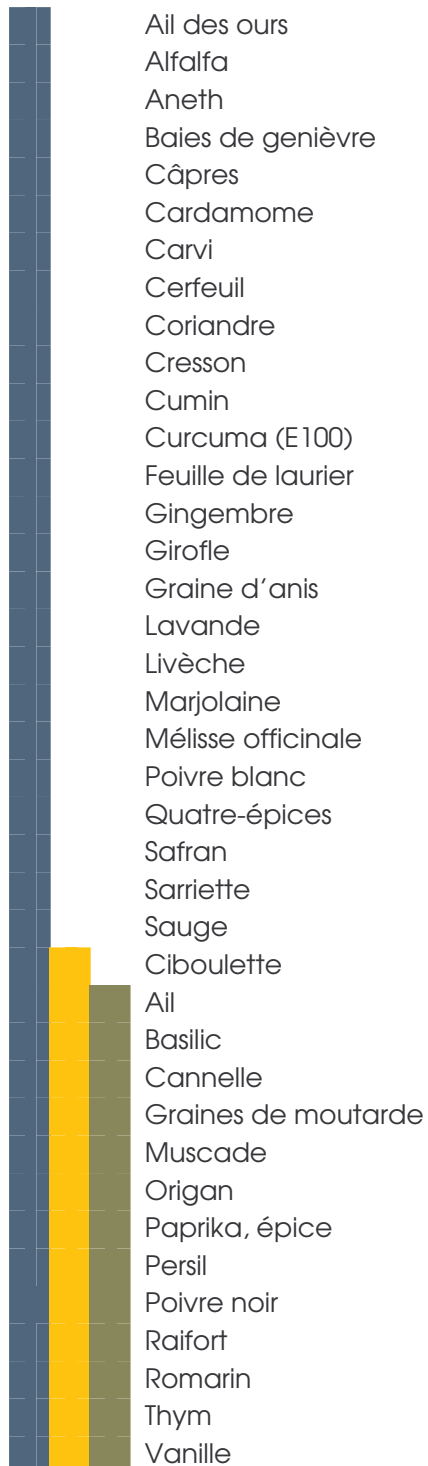 Ail des ours
Alfalfa
Aneth
Baies de genièvre
Câpres
Cardamome
Carvi
Cerfeuil
Coriandre
Cresson
Cumin
Curcuma (E100)
Feuille de laurier
Gingembre
Girofle
Graine d’anis
Lavande
Livèche
Marjolaine
Mélisse officinale
Poivre blanc
Quatre-épices
Safran
Sarriette
Sauge
Ciboulette
Ail
Basilic
Cannelle
Graines de moutarde
Muscade
Origan
Paprika, épice
Persil
Poivre noir
Raifort
Romarin
Thym
Vanille